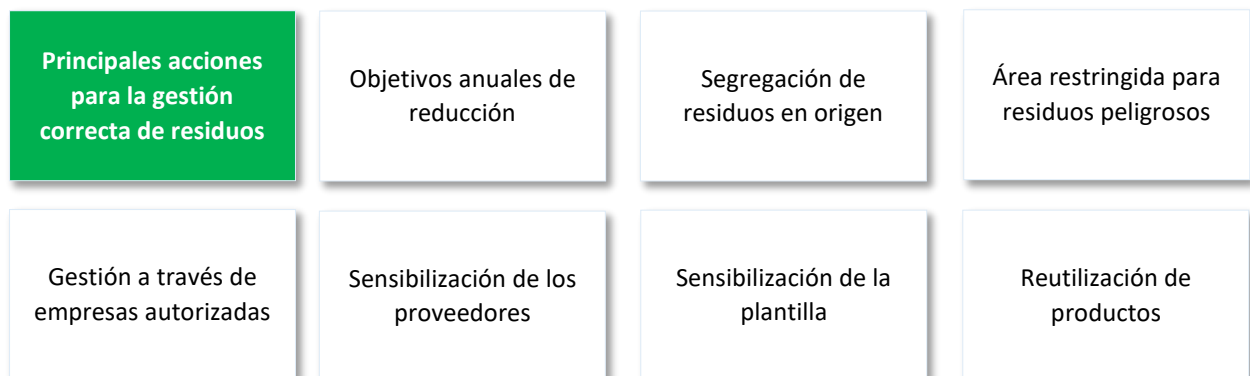 Principales acciones
para la gestión
correcta de residuos
Objetivos anuales de
reducción
Segregación de
residuos en origen
Área restringida para
residuos peligrosos
Gestión a través de
empresas autorizadas
Sensibilización de los
proveedores
Sensibilización de la
plantilla
Reutilización de
productos